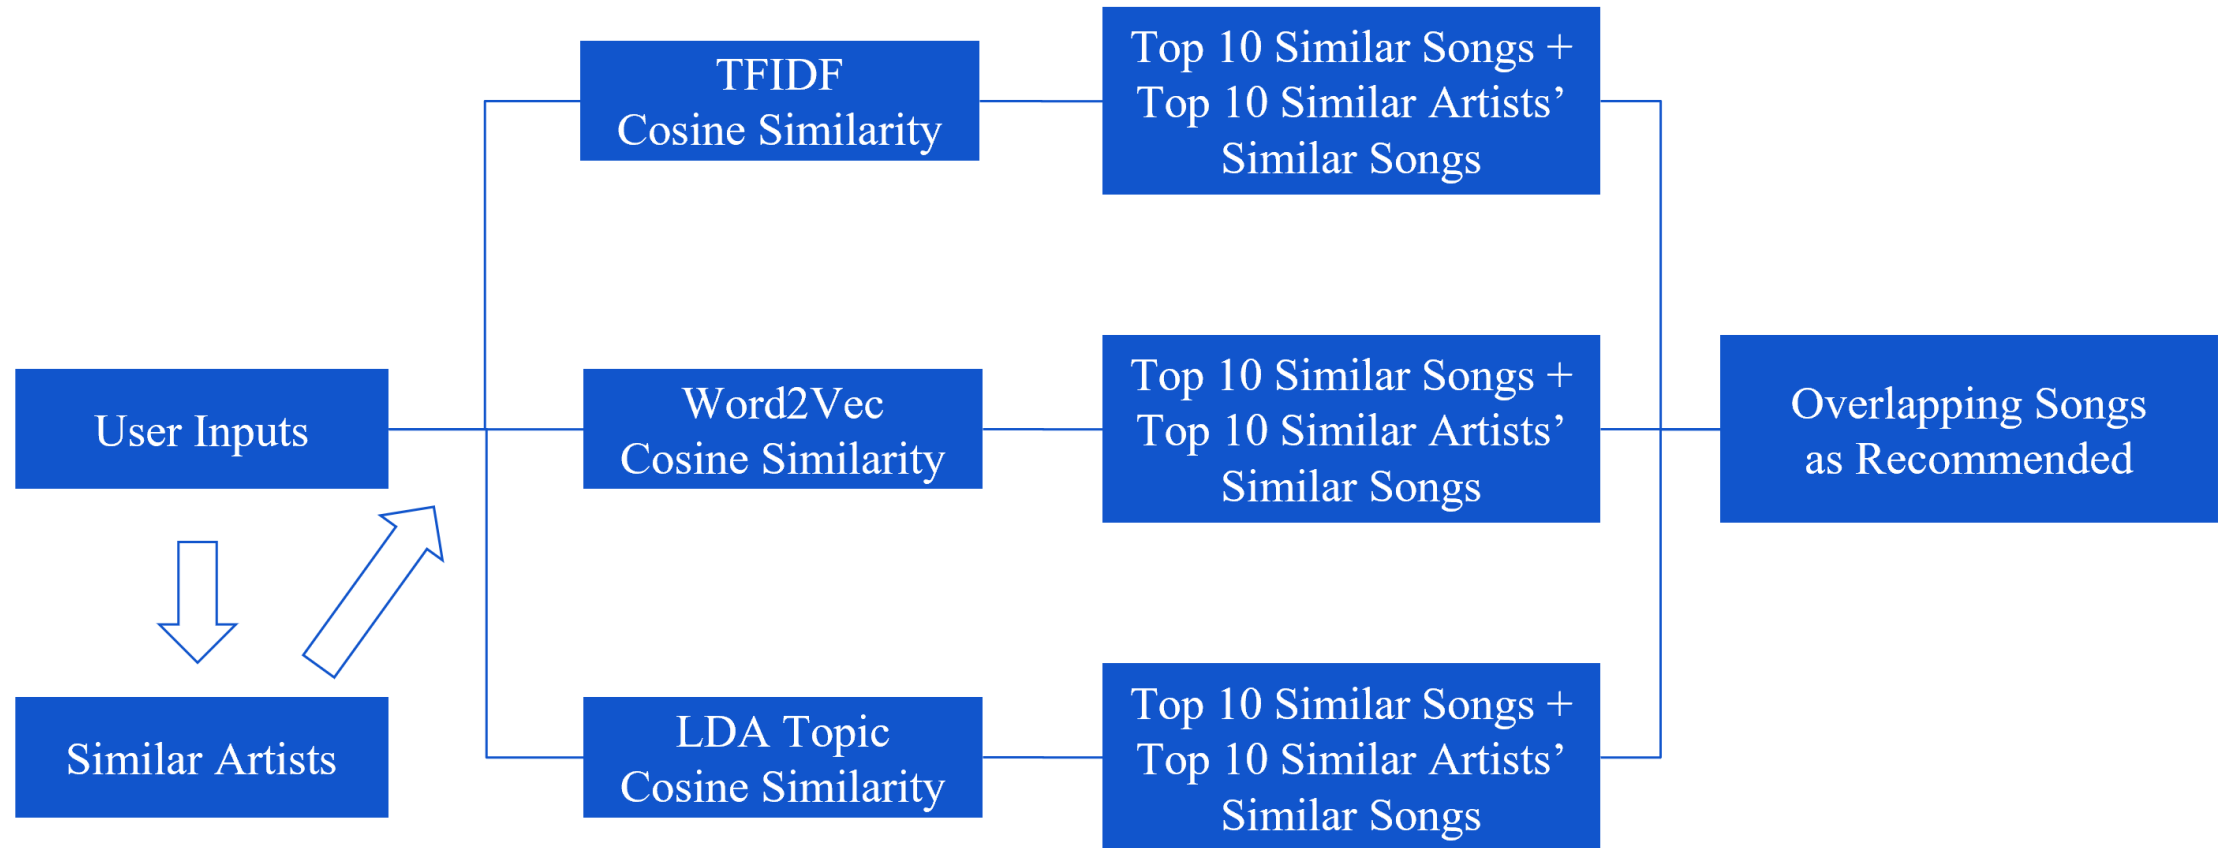 TFIDF
Cosine Similarity
Top 10 Similar Songs +
Top 10 Similar Artists’
Similar Songs
User Inputs
Word2Vec
Cosine Similarity
Top 10 Similar Songs +
Top 10 Similar Artists’
Similar Songs
Overlapping Songs
as Recommended
Similar Artists
LDA Topic
Cosine Similarity
Top 10 Similar Songs +
Top 10 Similar Artists’
Similar Songs